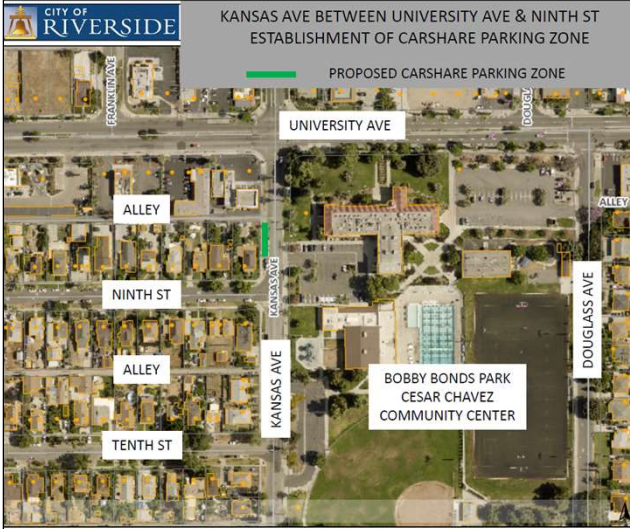 CITY OF
RIVERSIDE
KANSAS AVE BETWEEN UNIVERSITY AVE & NINTH ST
ESTABLISHMENT OF CARSHARE PARKING ZONE
PROPOSED CARSHARE PARKING ZONE
FRANKLIN AVE
DOUGLA
UNIVERSITY AVE
ALLEY
ALLEY
KANSAS AVE
NINTH ST
DOUGLASS AVE
ALLEY
KANSAS AVE
BOBBY BONDS PARK
CESAR CHAVEZ
COMMUNITY CENTER
TENTH ST